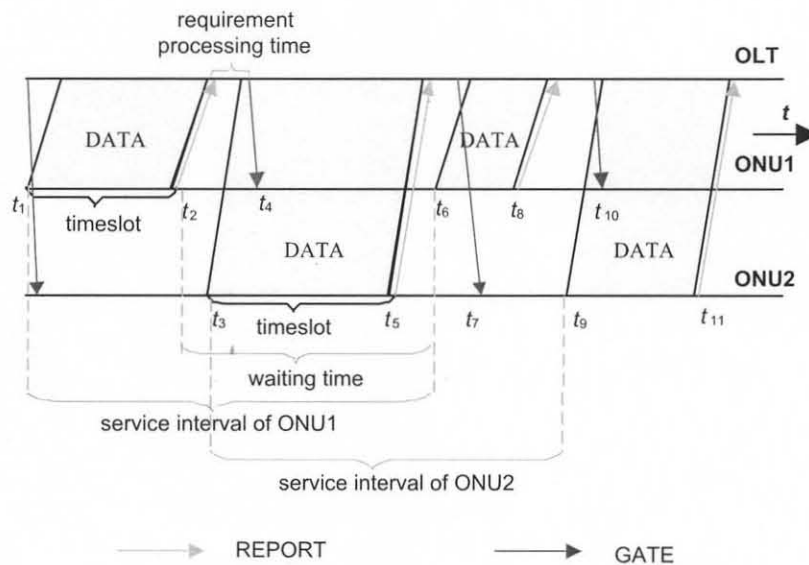 requirement
processing time
OLT
DATA
DATA
t
ONU1
t1
t2
t4
t6
t8
t10
timeslot
DATA
DATA
ONU2
t3
t5
t7
t9
t11
timeslot
waiting time
service interval of ONU1
service interval of ONU2
REPORT
GATE